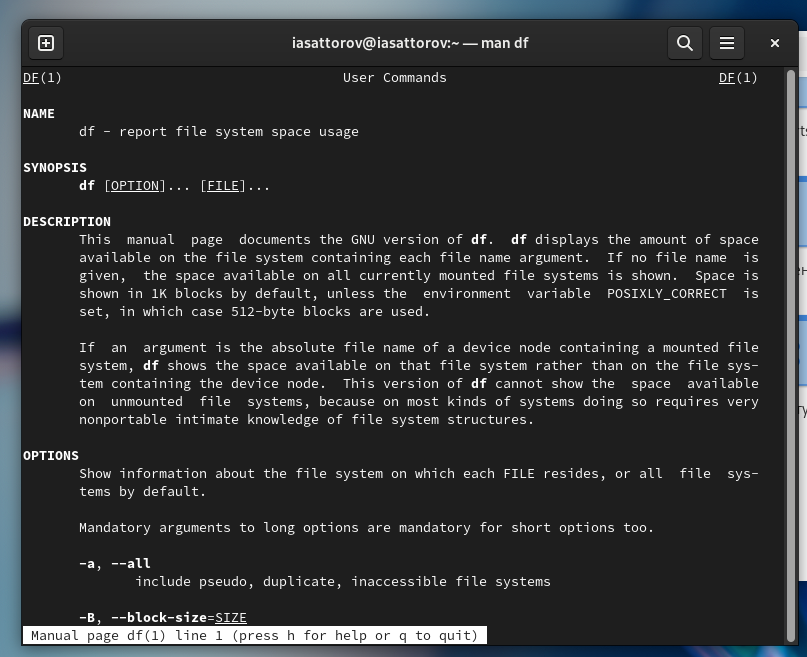 iasattorov@iasattorov:~ — man df
DF(1) User Commands DF(1)
NAME
df - report file system space usage
SYNOPSIS
df [OPTION]... [FILE]...
DESCRIPTION
This manual page documents the GNU version of df. df displays the amount of space
available on the file system containing each file name argument. If no file name is
given, the space available on all currently mounted file systems is shown. Space is
shown in 1K blocks by default, unless the environment variable POSIXLY_CORRECT is
set, in which case 512-byte blocks are used.
If an argument is the absolute file name of a device node containing a mounted file
system, df shows the space available on that file system rather than on the file sys-
tem containing the device node. This version of df cannot show the space available
on unmounted file systems, because on most kinds of systems doing so requires very
nonportable intimate knowledge of file system structures.
OPTIONS
Show information about the file system on which each FILE resides, or all file sys-
tems by default.
Mandatory arguments to long options are mandatory for short options too.
-a, --all
include pseudo, duplicate, inaccessible file systems
-B, --block-size=SIZE
Manual page df(1) line 1 (press h for help or q to quit)